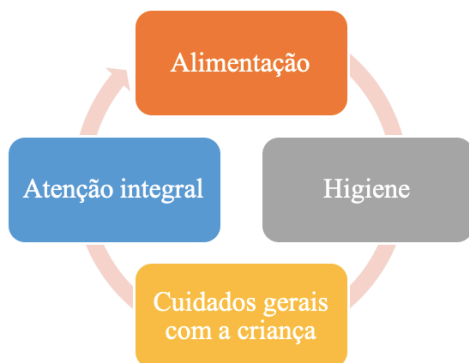 Alimentação
Higiene
Cuidados gerais
com a criança
Atenção integral